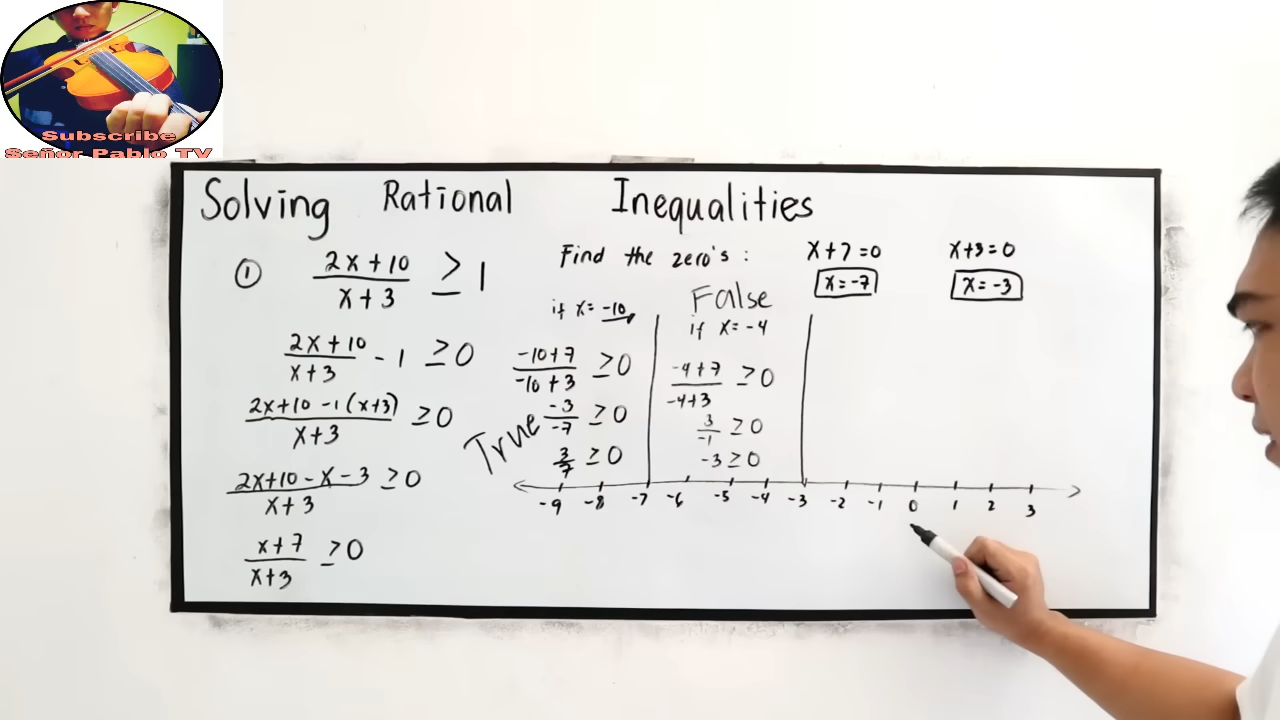 Subscribe
Señor Pablo TV
Solving Rational Inequalities
① (2x+10)/(x+3) ≥ 1
(2x+10)/(x+3) - 1 ≥ 0
(2x+10-1(x+3))/(x+3) ≥ 0
(2x+10-x-3)/(x+3) ≥ 0
(x+7)/(x+3) ≥ 0
Find the zero's : x+7=0 x+3=0
x=-7 x=-3
if x= -10
(-10+7)/(-10+3) ≥ 0
-3/-7 ≥ 0
3/7 ≥ 0
True
False
if x=-4
(-4+7)/(-4+3) ≥ 0
3/-1 ≥ 0
-3 ≥ 0
-9 -8 -7 -6 -5 -4 -3 -2 -1 0 1 2 3